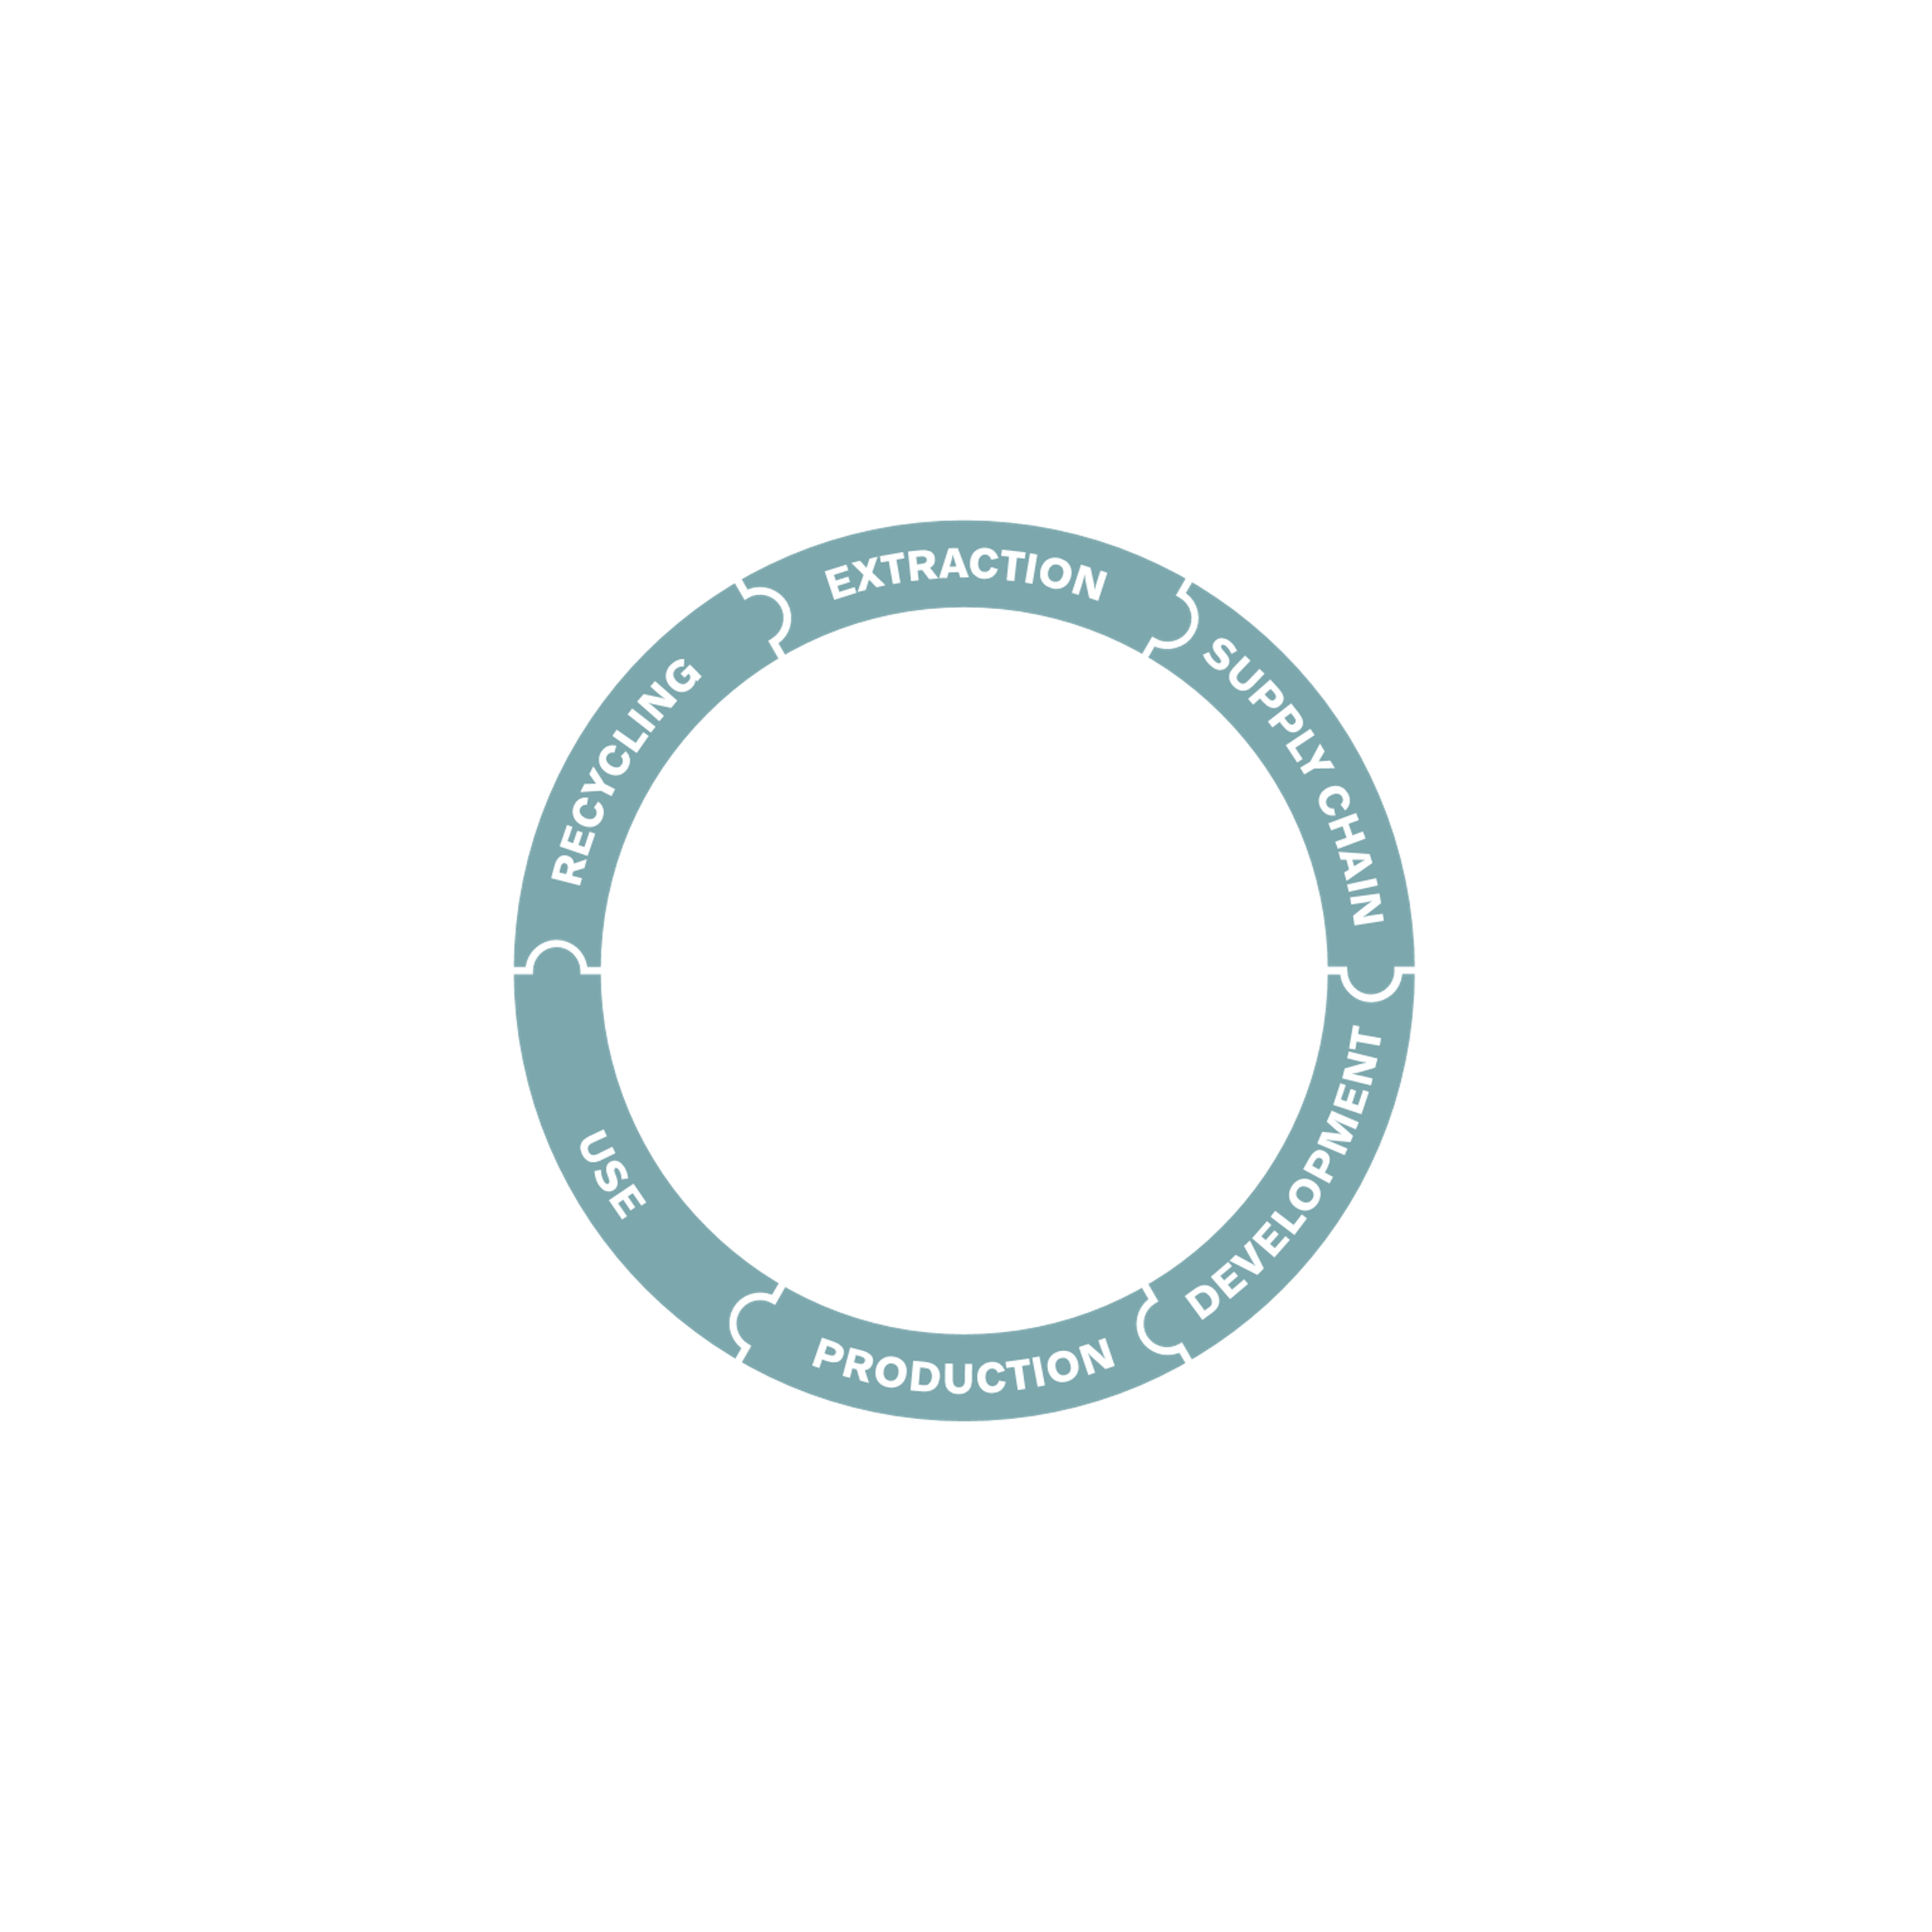 EXTRACTION
SUPPLY CHAIN
DEVELOPMENT
PRODUCTION
USE
RECYCLING